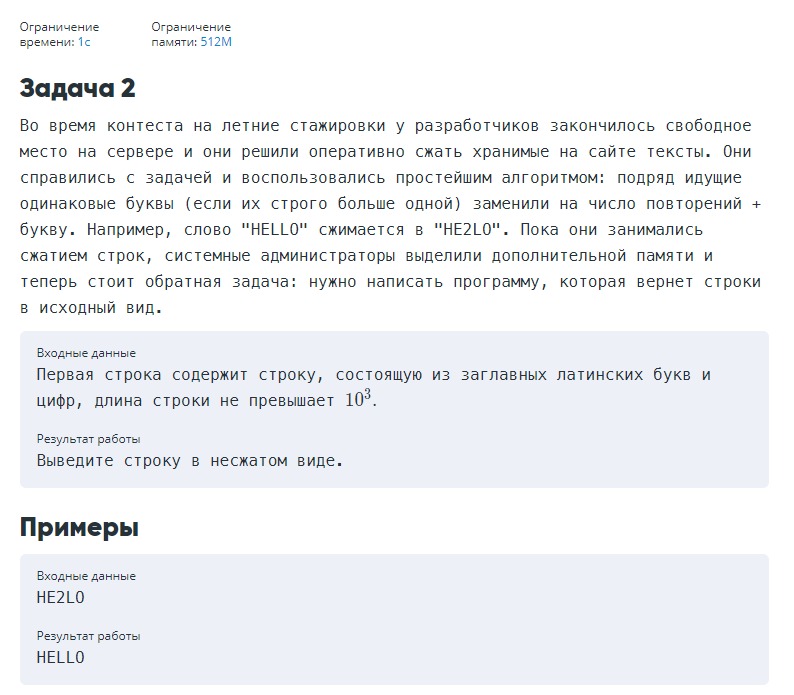 Ограничение
времени: 1с
Ограничение
памяти: 512M
Задача 2
Во время контеста на летние стажировки у разработчиков закончилось свободное
место на сервере и они решили оперативно сжать хранимые на сайте тексты. Они
справились с задачей и воспользовались простейшим алгоритмом: подряд идущие
одинаковые буквы (если их строго больше одной) заменили на число повторений +
букву. Например, слово "HELLO" сжимается в "HE2LO". Пока они занимались
сжатием строк, системные администраторы выделили дополнительной памяти и
теперь стоит обратная задача: нужно написать программу, которая вернет строки
в исходный вид.
Входные данные
Первая строка содержит строку, состоящую из заглавных латинских букв и
цифр, длина строки не превышает 10³.
Результат работы
Выведите строку в несжатом виде.
Примеры
Входные данные
HE2LO
Результат работы
HELLO